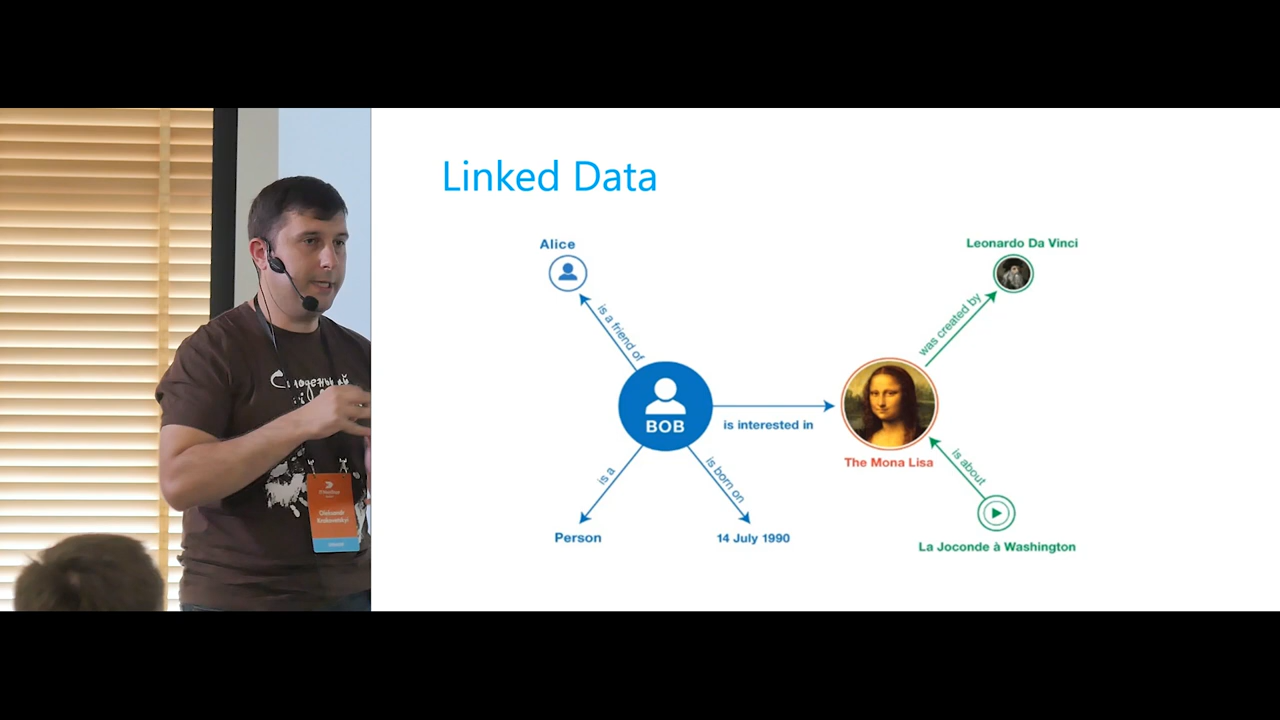 Linked Data
Alice
is a friend of
BOB
is a
Person
is born on
14 July 1990
is interested in
The Mona Lisa
was created by
Leonardo Da Vinci
is about
La Joconde à Washington
Oleksandr